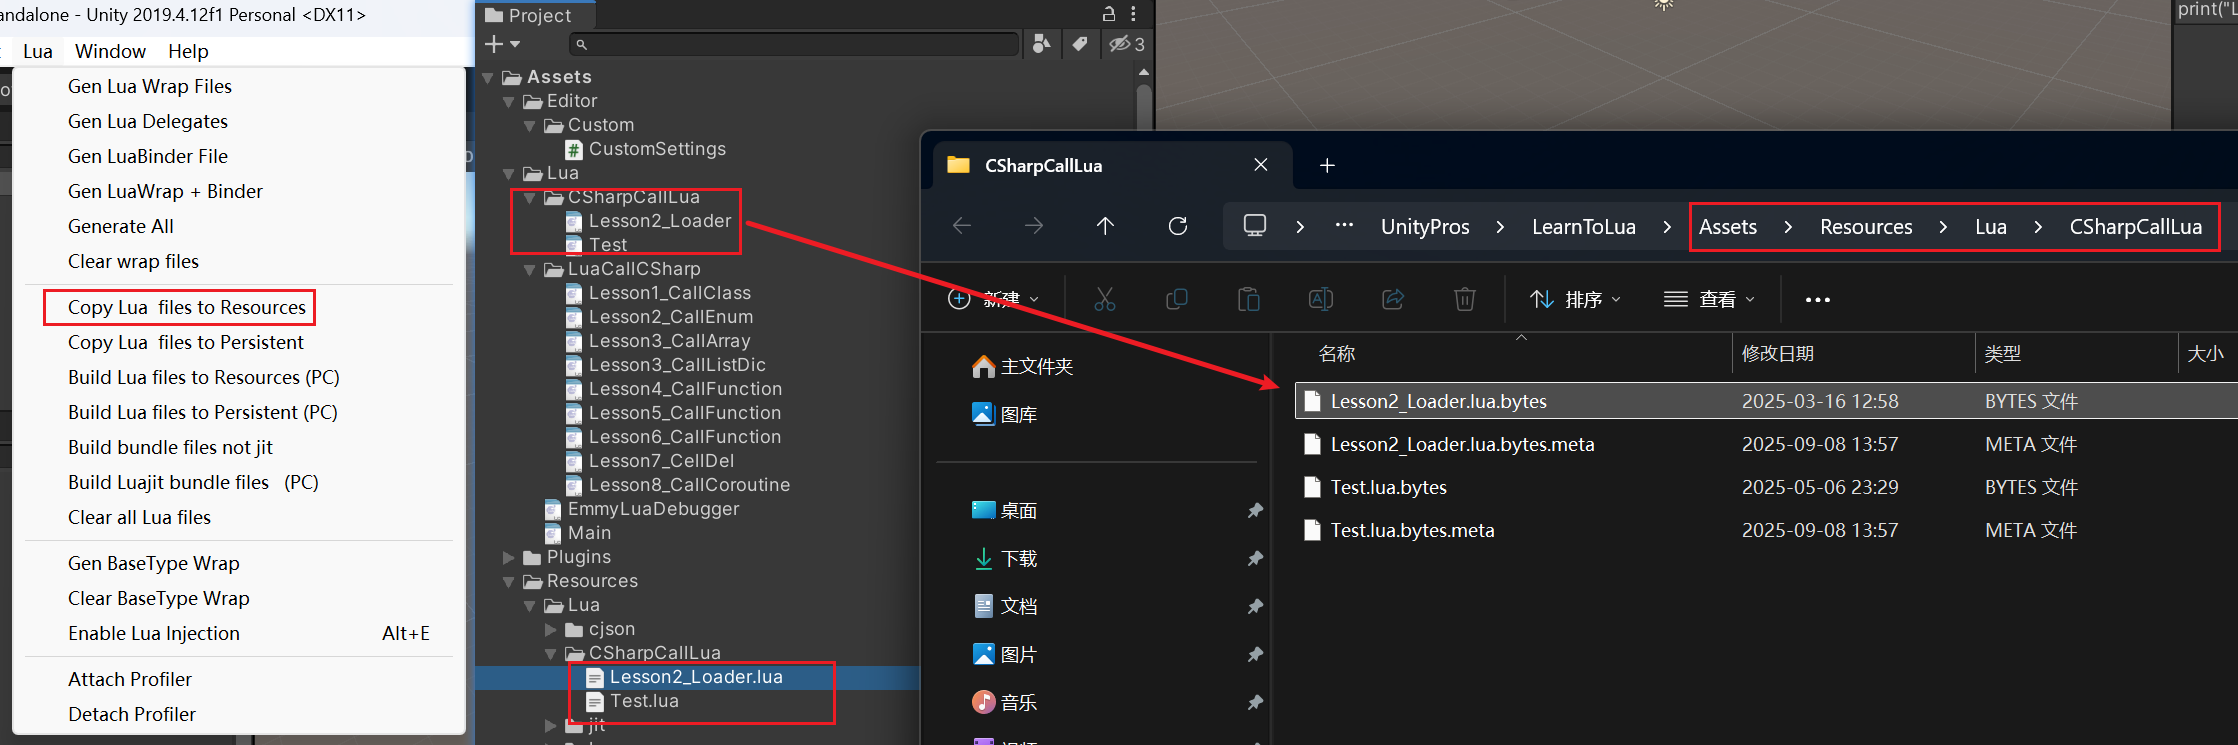 andalone - Unity 2019.4.12f1 Personal <DX11>
Lua Window Help
Gen Lua Wrap Files
Gen Lua Delegates
Gen LuaBinder File
Gen LuaWrap + Binder
Generate All
Clear wrap files
Copy Lua  files to Resources
Copy Lua  files to Persistent
Build Lua files to Resources (PC)
Build Lua files to Persistent (PC)
Build bundle files not jit
Build Luajit bundle files   (PC)
Clear all Lua files
Gen BaseType Wrap
Clear BaseType Wrap
Enable Lua Injection Alt+E
Attach Profiler
Detach Profiler
Project
3
Assets
Editor
Custom
CustomSettings
Lua
CSharpCallLua
Lesson2_Loader
Test
LuaCallCSharp
Lesson1_CallClass
Lesson2_CallEnum
Lesson3_CallArray
Lesson3_CallListDic
Lesson4_CallFunction
Lesson5_CallFunction
Lesson6_CallFunction
Lesson7_CellDel
Lesson8_CallCoroutine
EmmyLuaDebugger
Main
Plugins
Resources
Lua
cjson
CSharpCallLua
Lesson2_Loader.lua
Test.lua
jit
print("L
CSharpCallLua
UnityPros > LearnToLua > Assets > Resources > Lua > CSharpCallLua
新建 排序 查看
主文件夹
图库
桌面
下载
文档
图片
音乐
视频
名称 修改日期 类型 大小
Lesson2_Loader.lua.bytes 2025-03-16 12:58 BYTES 文件
Lesson2_Loader.lua.bytes.meta 2025-09-08 13:57 META 文件
Test.lua.bytes 2025-05-06 23:29 BYTES 文件
Test.lua.bytes.meta 2025-09-08 13:57 META 文件